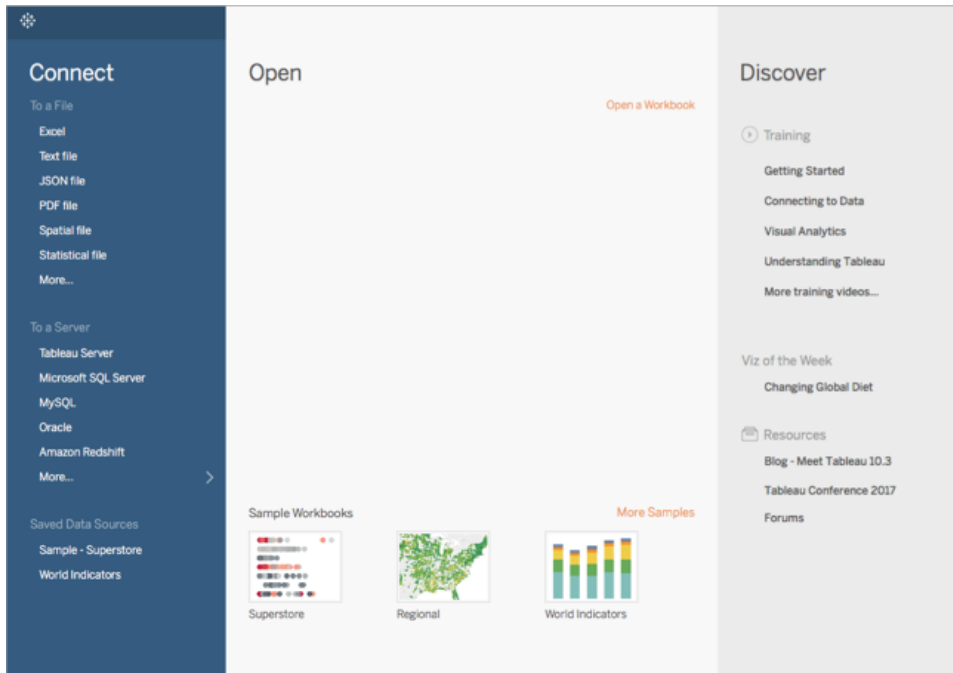 Connect
To a File
Excel
Text file
JSON file
PDF file
Spatial file
Statistical file
More...
To a Server
Tableau Server
Microsoft SQL Server
MySQL
Oracle
Amazon Redshift
More...
Saved Data Sources
Sample - Superstore
World Indicators
Open
Open a Workbook
Sample Workbooks
More Samples
Superstore
Regional
World Indicators
Discover
Training
Getting Started
Connecting to Data
Visual Analytics
Understanding Tableau
More training videos...
Viz of the Week
Changing Global Diet
Resources
Blog - Meet Tableau 10.3
Tableau Conference 2017
Forums